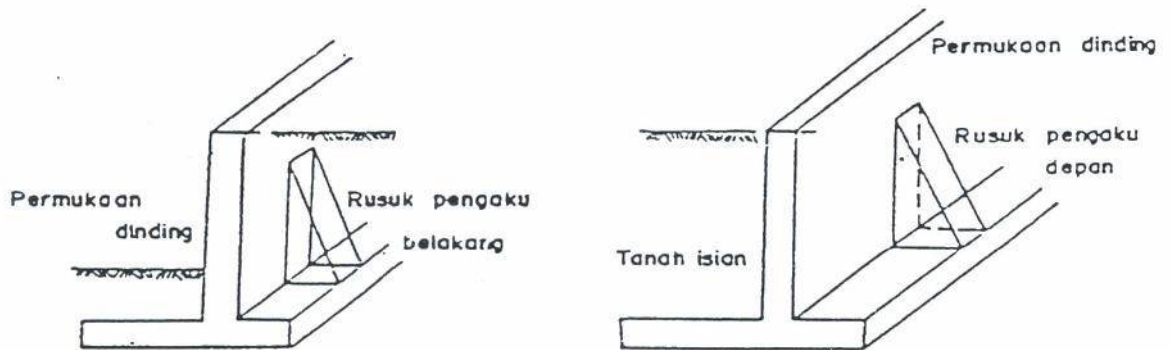 Permukaan
dinding
Rusuk pengaku
belakang
Permukaan dinding
Rusuk pengaku
depan
Tanah isian